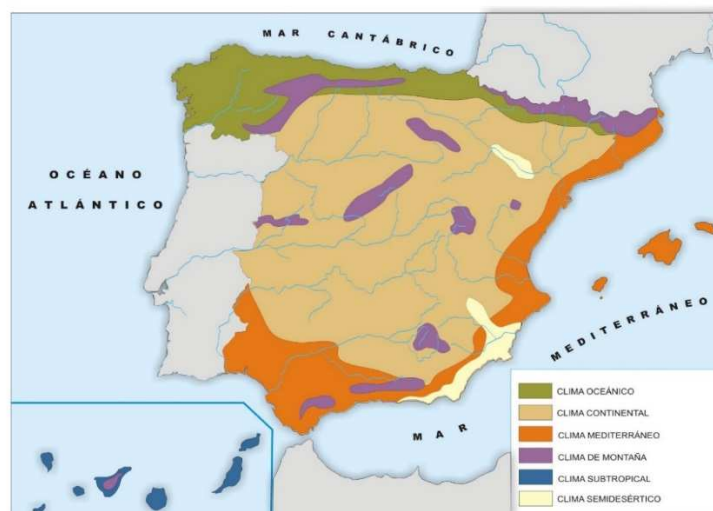 MAR CANTÁBRICO
OCÉANO
ATLÁNTICO
MEDITERRÁNEO
MAR
CLIMA OCEÁNICO
CLIMA CONTINENTAL
CLIMA MEDITERRÁNEO
CLIMA DE MONTAÑA
CLIMA SUBTROPICAL
CLIMA SEMIDESÉRTICO